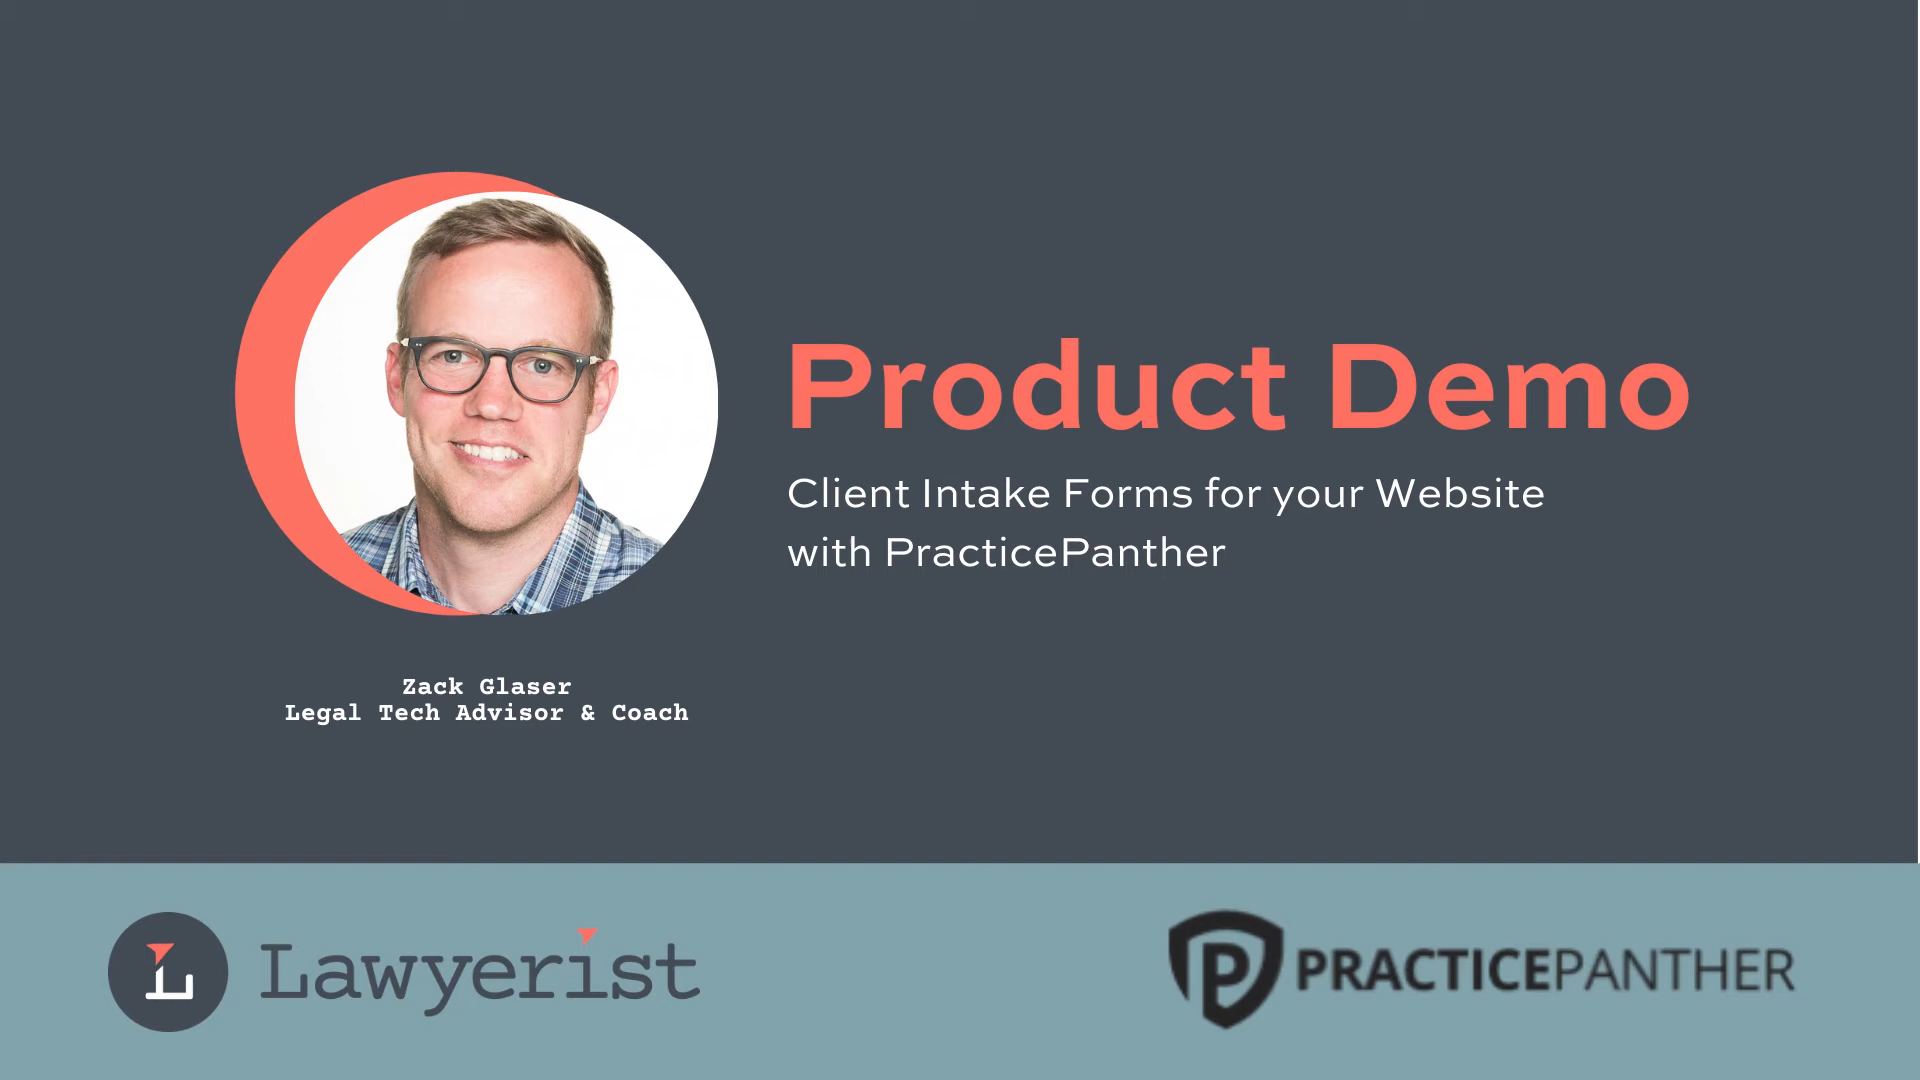 Product Demo
Client Intake Forms for your Website
with PracticePanther
Zack Glaser
Legal Tech Advisor & Coach
L Lawyerist
P PRACTICEPANTHER